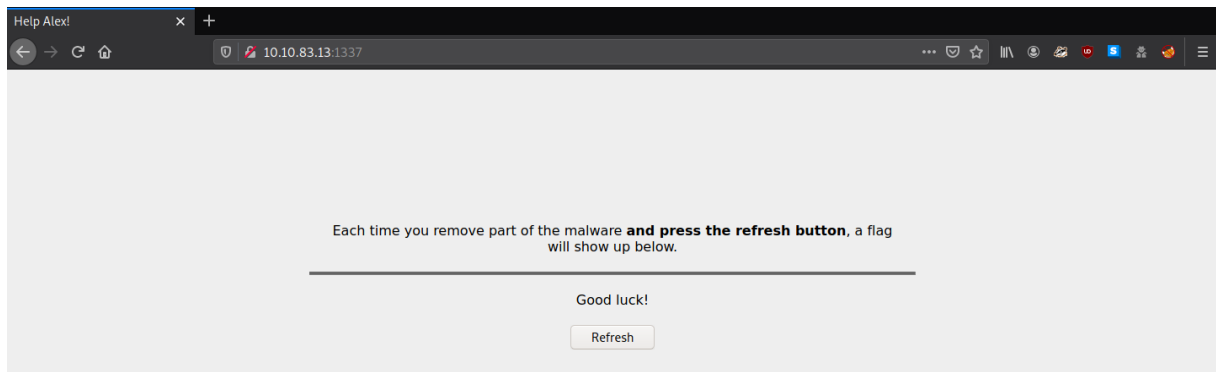 Help Alex!
10.10.83.13:1337
Each time you remove part of the malware and press the refresh button, a flag
will show up below.
Good luck!
Refresh